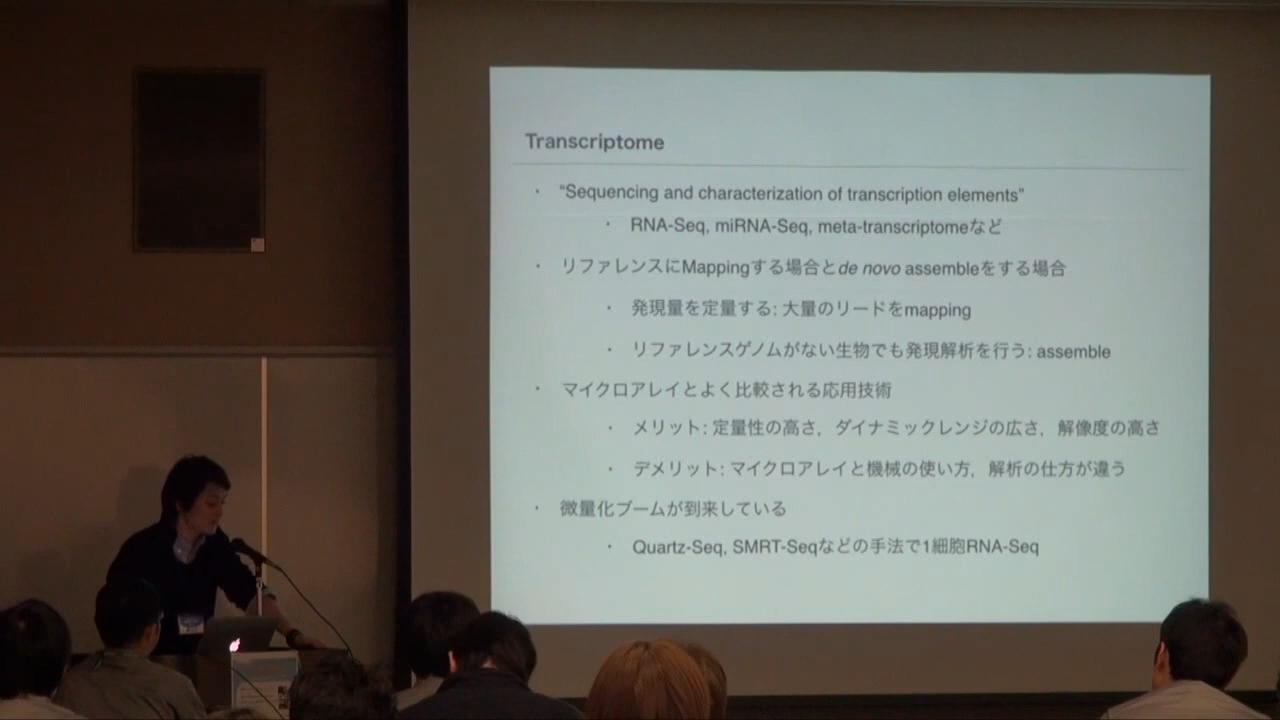 Transcriptome
・ “Sequencing and characterization of transcription elements”
・ RNA-Seq, miRNA-Seq, meta-transcriptomeなど
・ リファレンスにMappingする場合とde novo assembleをする場合
・ 発現量を定量する: 大量のリードをmapping
・ リファレンスゲノムがない生物でも発現解析を行う: assemble
・ マイクロアレイとよく比較される応用技術
・ メリット: 定量性の高さ，ダイナミックレンジの広さ，解像度の高さ
・ デメリット: マイクロアレイと機械の使い方，解析の仕方が違う
・ 微量化ブームが到来している
・ Quartz-Seq, SMRT-Seqなどの手法で1細胞RNA-Seq